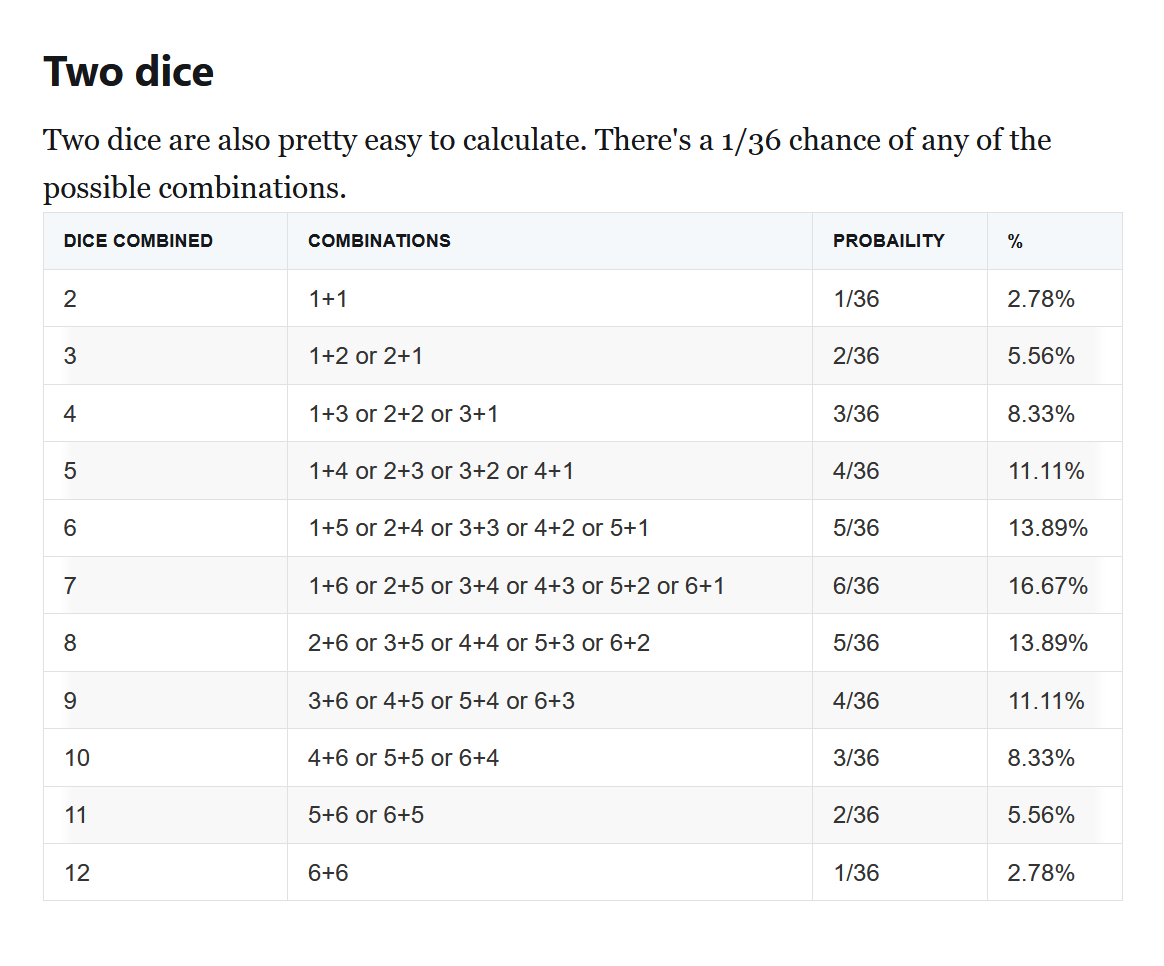 Two dice
Two dice are also pretty easy to calculate. There's a 1/36 chance of any of the
possible combinations.
DICE COMBINED COMBINATIONS PROBAILITY %
2 1+1 1/36 2.78%
3 1+2 or 2+1 2/36 5.56%
4 1+3 or 2+2 or 3+1 3/36 8.33%
5 1+4 or 2+3 or 3+2 or 4+1 4/36 11.11%
6 1+5 or 2+4 or 3+3 or 4+2 or 5+1 5/36 13.89%
7 1+6 or 2+5 or 3+4 or 4+3 or 5+2 or 6+1 6/36 16.67%
8 2+6 or 3+5 or 4+4 or 5+3 or 6+2 5/36 13.89%
9 3+6 or 4+5 or 5+4 or 6+3 4/36 11.11%
10 4+6 or 5+5 or 6+4 3/36 8.33%
11 5+6 or 6+5 2/36 5.56%
12 6+6 1/36 2.78%